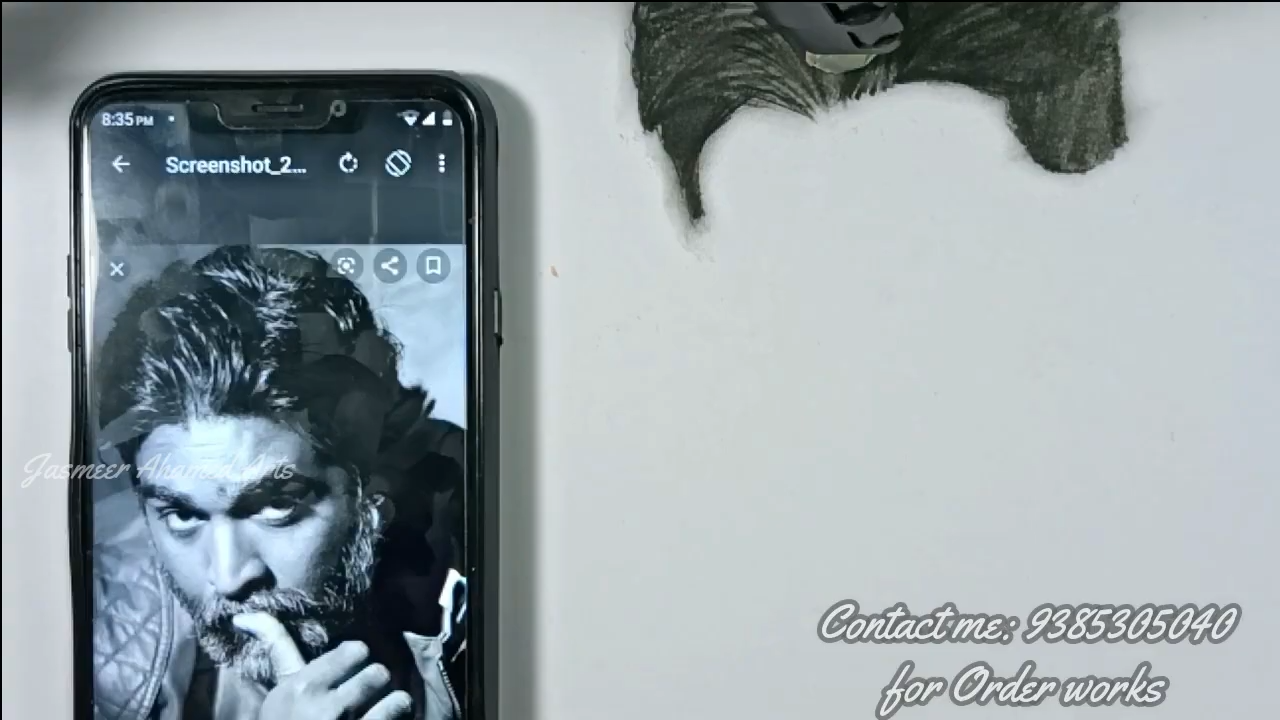 8:35 PM
Screenshot_2...
Jasmeer Ahamed Arts
Contact me: 9385305040
for Order works